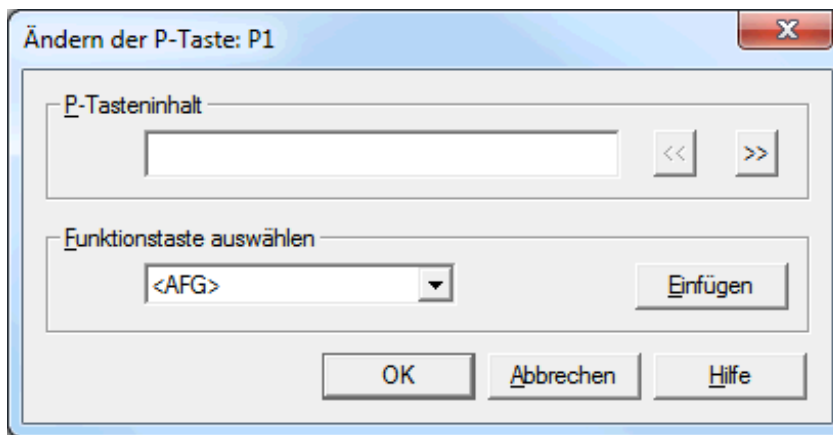 Ändern der P-Taste: P1
P-Tasteninhalt
<< >>
Funktionstaste auswählen
<AFG> Einfügen
OK Abbrechen Hilfe